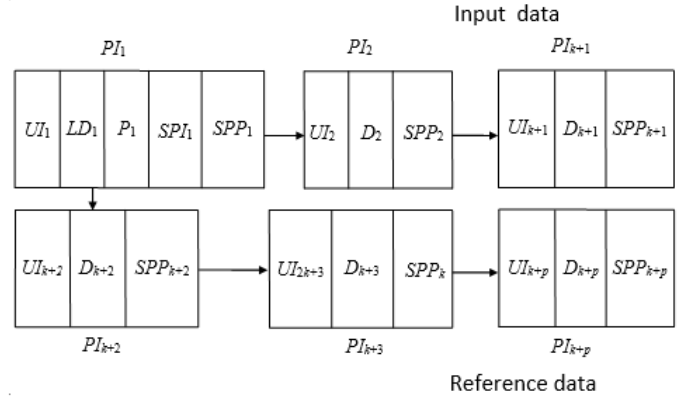 Input data
PI₁ PI₂ PIₖ₊₁
UI₁ LD₁ P₁ SPI₁ SPP₁ UI₂ D₂ SPP₂ UIₖ₊₁ Dₖ₊₁ SPPₖ₊₁
UIₖ₊₂ Dₖ₊₂ SPPₖ₊₂ UI₂ₖ₊₃ Dₖ₊₃ SPPₖ UIₖ₊ₚ Dₖ₊ₚ SPPₖ₊ₚ
PIₖ₊₂ PIₖ₊₃ PIₖ₊ₚ
Reference data